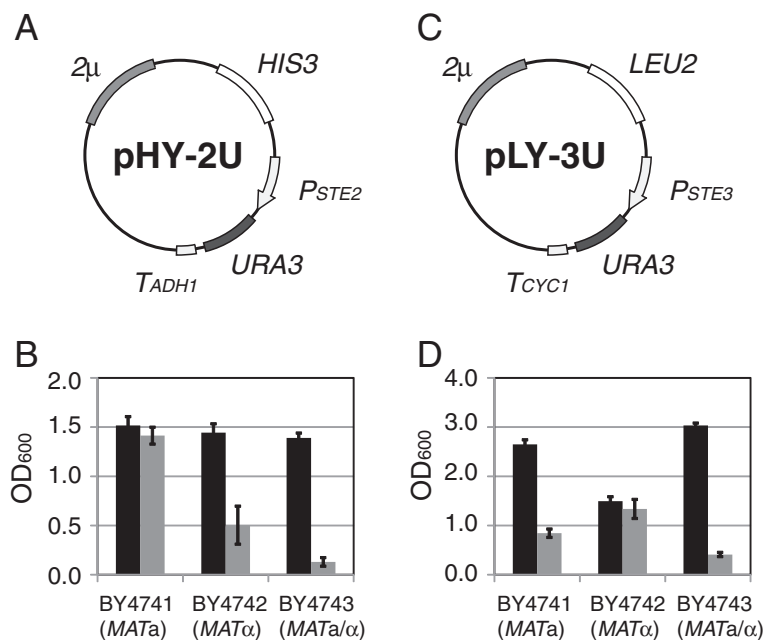 A
2μ
HIS3
pHY-2U
PSTE2
URA3
TADH1
C
2μ
LEU2
pLY-3U
PSTE3
URA3
TCYC1
B
2.0
1.5
1.0
0.5
0.0
OD600
BY4741 BY4742 BY4743
(MATa) (MATα) (MATa/α)
D
4.0
3.0
2.0
1.0
0.0
OD600
BY4741 BY4742 BY4743
(MATa) (MATα) (MATa/α)